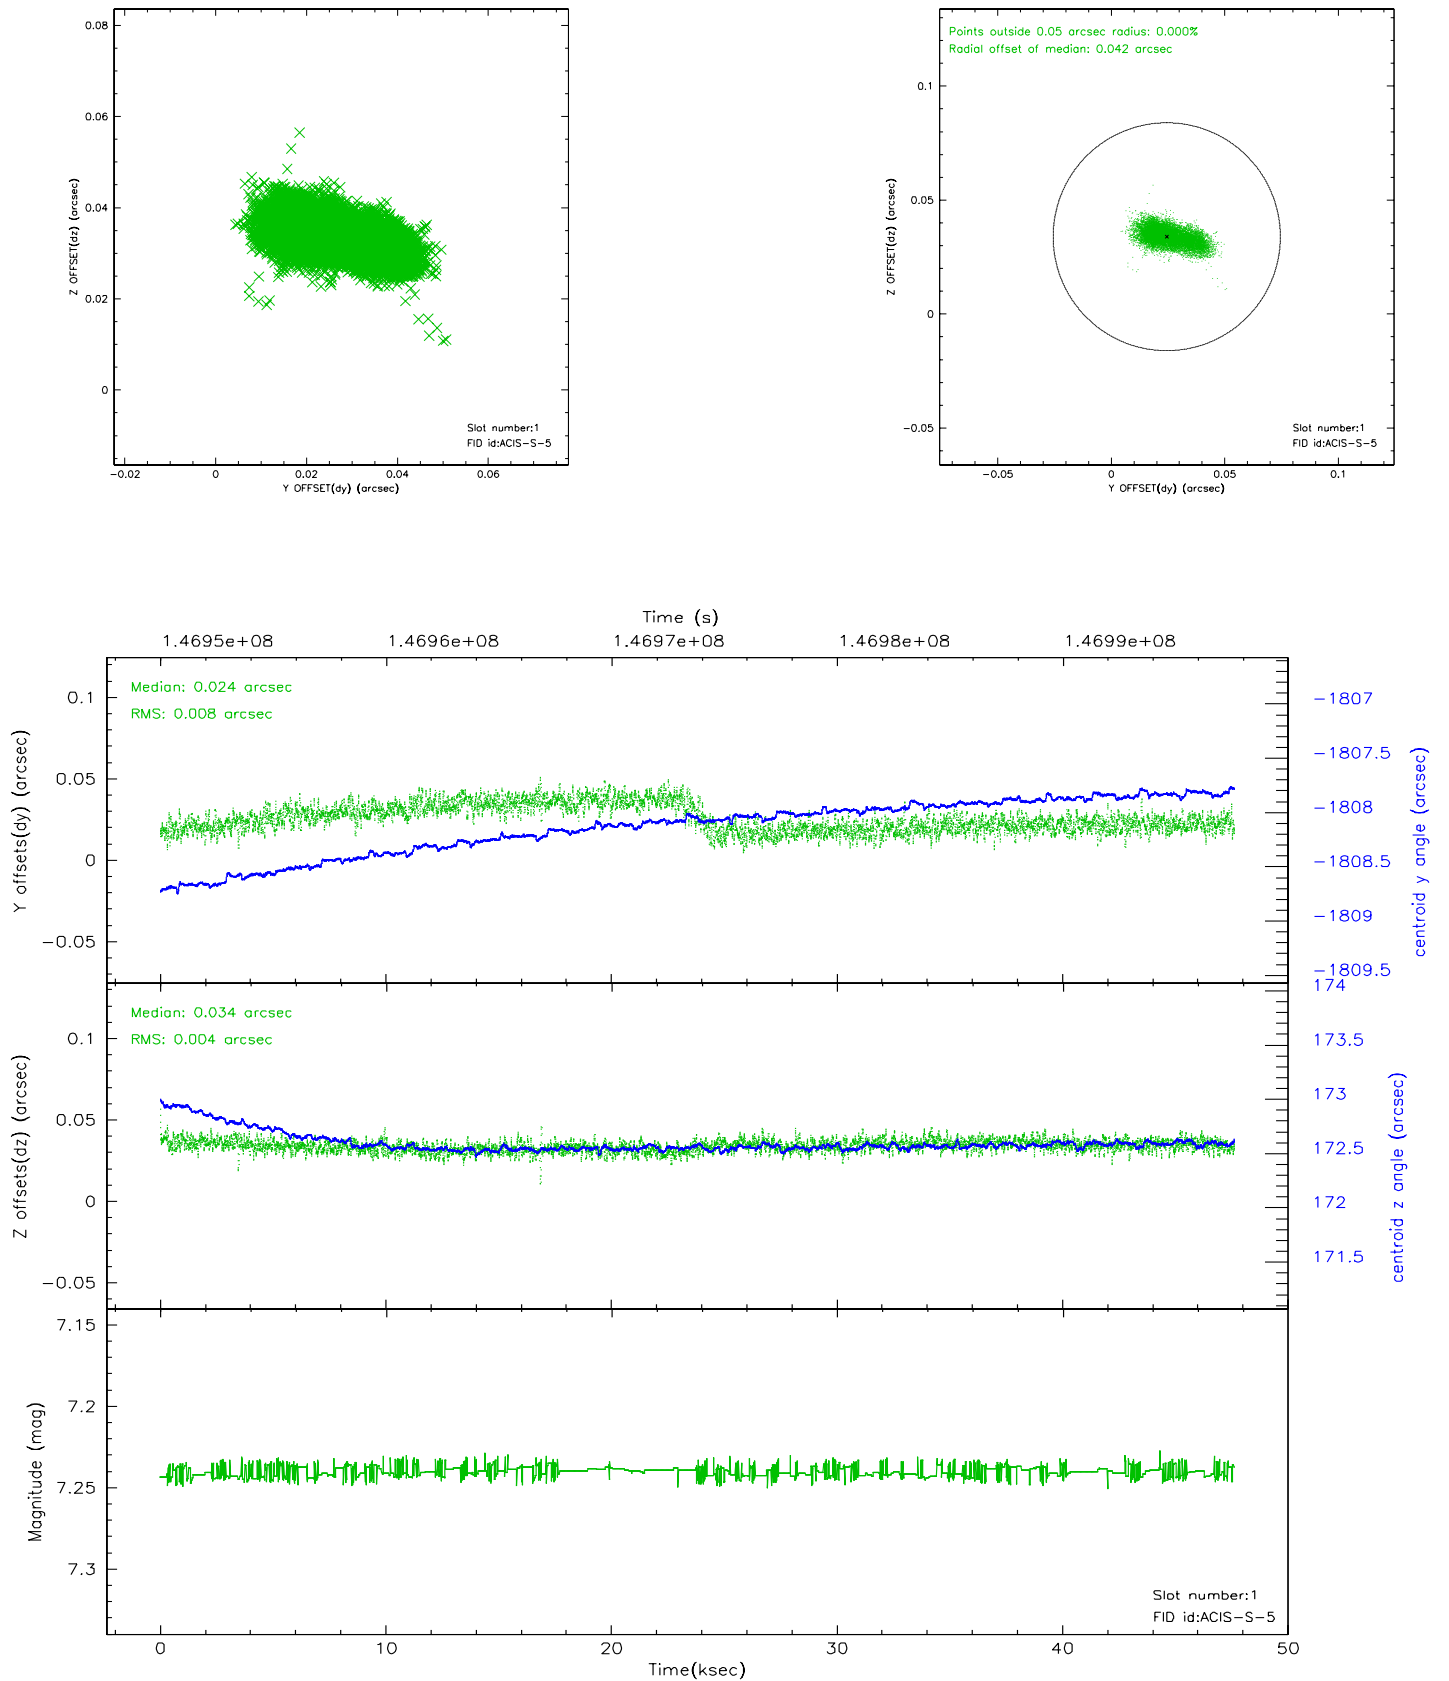 0.08
0.06
0.04
0.02
0
Z OFFSET(dz) (arcsec)
Slot number:1
FID id:ACIS-S-5
-0.02 0 0.02 0.04 0.06
Y OFFSET(dy) (arcsec)
Points outside 0.05 arcsec radius: 0.000%
Radial offset of median: 0.042 arcsec
0.1
0.05
0
-0.05
Z OFFSET(dz) (arcsec)
Slot number:1
FID id:ACIS-S-5
-0.05 0 0.05 0.1
Y OFFSET(dy) (arcsec)
Time (s)
1.4695e+08 1.4696e+08 1.4697e+08 1.4698e+08 1.4699e+08
Median: 0.024 arcsec
RMS: 0.008 arcsec
0.1
0.05
0
-0.05
Y offsets(dy) (arcsec)
-1807
-1807.5
-1808
-1808.5
-1809
-1809.5
centroid y angle (arcsec)
Median: 0.034 arcsec
RMS: 0.004 arcsec
0.1
0.05
0
-0.05
Z offsets(dz) (arcsec)
174
173.5
173
172.5
172
171.5
centroid z angle (arcsec)
7.15
7.2
7.25
7.3
Magnitude (mag)
Slot number:1
FID id:ACIS-S-5
0 10 20 30 40 50
Time(ksec)